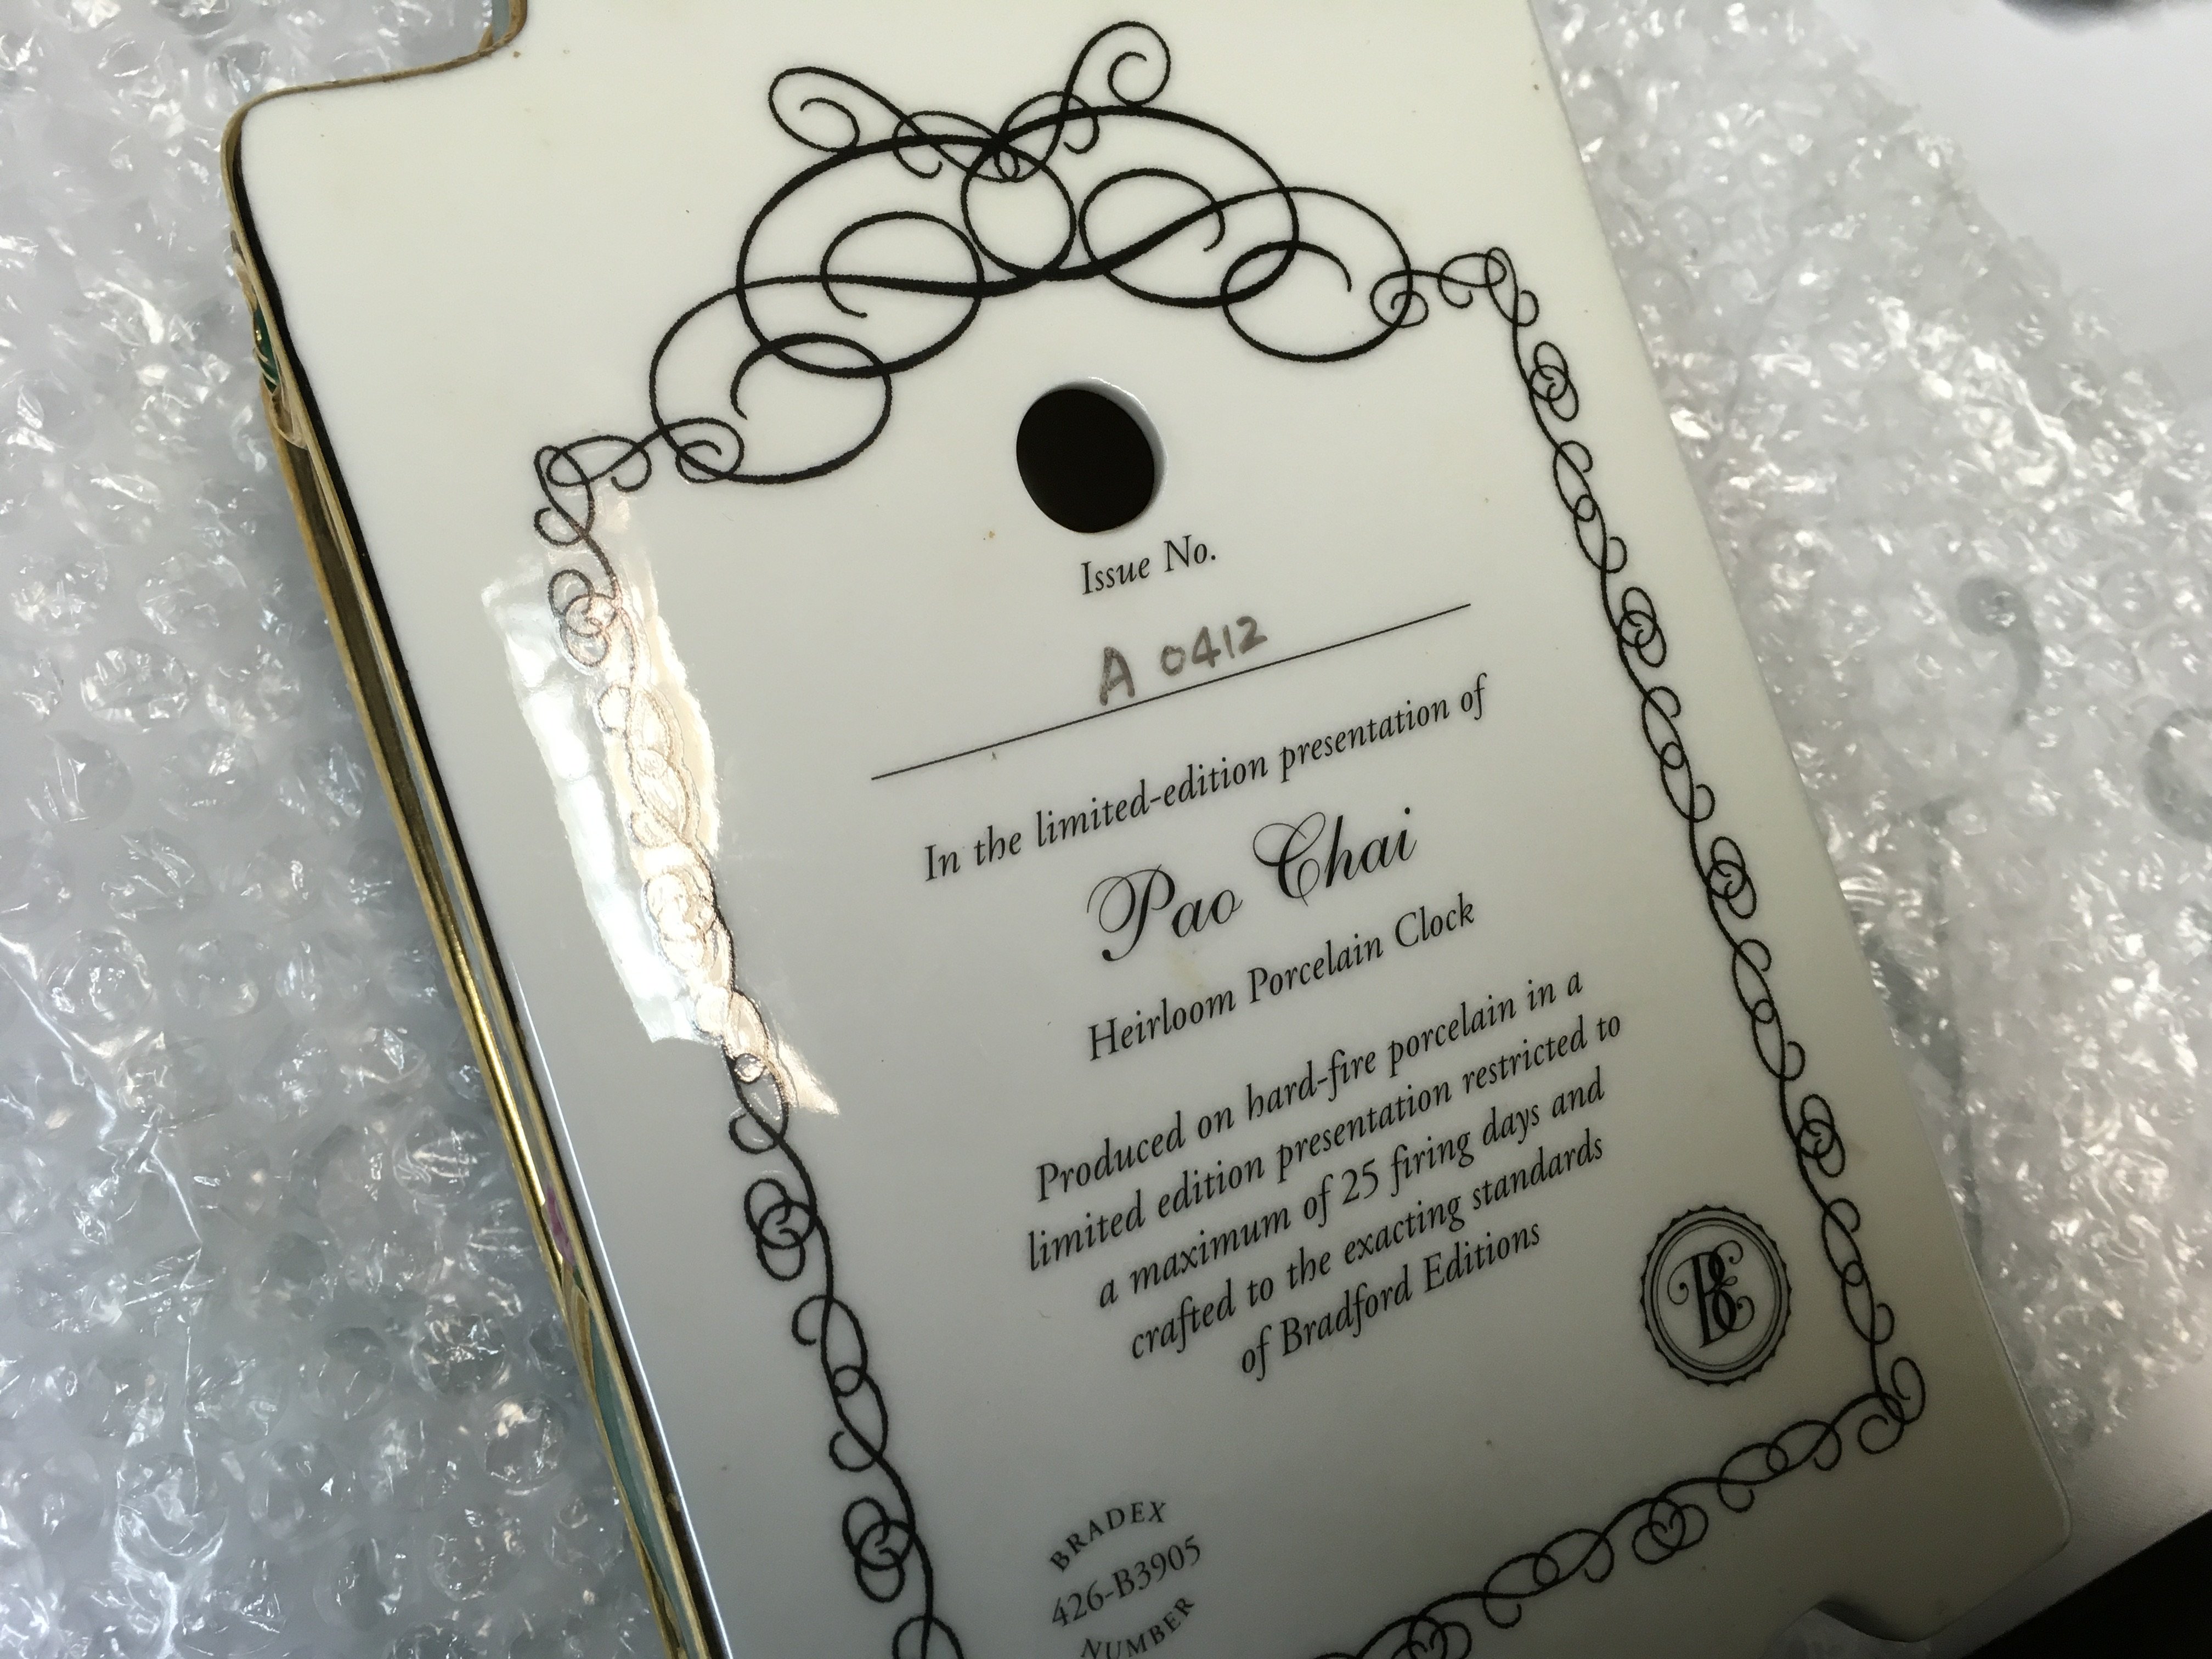 Issue No.
A 0412
In the limited-edition presentation of
Pao Chai
Heirloom Porcelain Clock
Produced on hard-fire porcelain in a
limited edition presentation restricted to
a maximum of 25 firing days and
crafted to the exacting standards
of Bradford Editions
BE
BRADEX
426-B3905
NUMBER